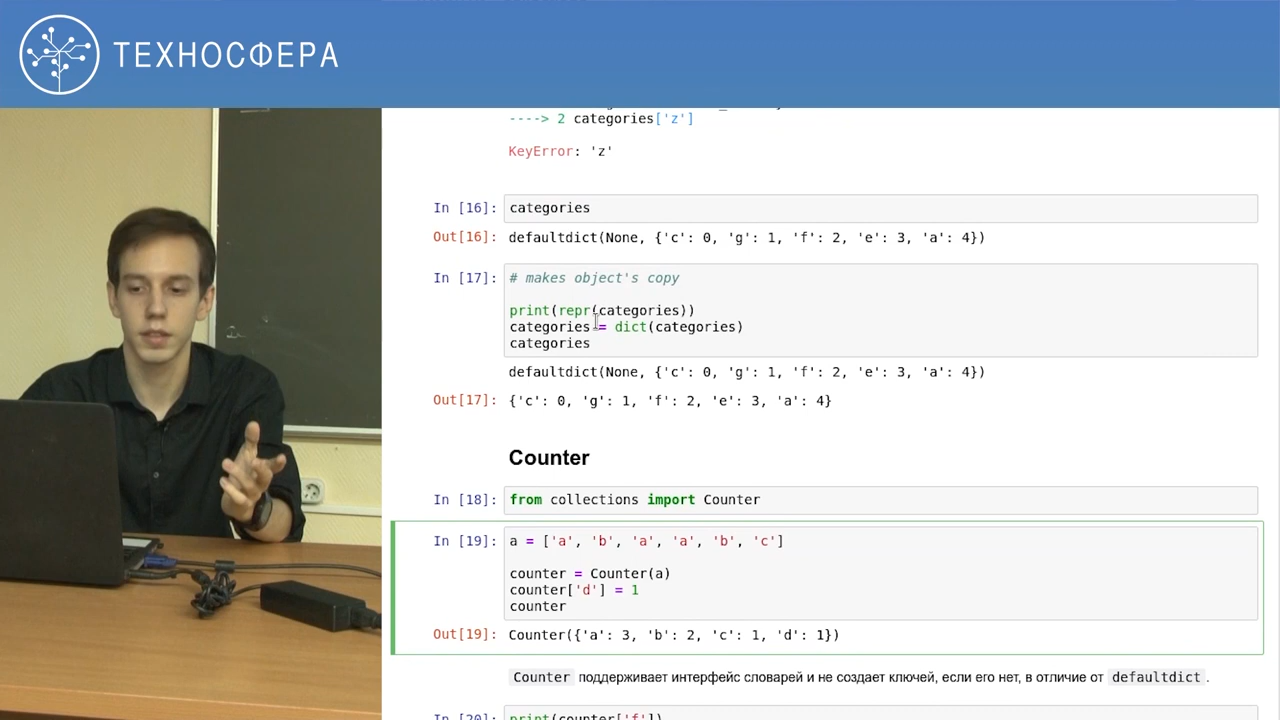 ТЕХНОСФЕРА
----> 2 categories['z']
KeyError: 'z'
In [16]: categories
Out[16]: defaultdict(None, {'c': 0, 'g': 1, 'f': 2, 'e': 3, 'a': 4})
In [17]: # makes object's copy
print(repr(categories))
categories = dict(categories)
categories
defaultdict(None, {'c': 0, 'g': 1, 'f': 2, 'e': 3, 'a': 4})
Out[17]: {'c': 0, 'g': 1, 'f': 2, 'e': 3, 'a': 4}
Counter
In [18]: from collections import Counter
In [19]: a = ['a', 'b', 'a', 'a', 'b', 'c']
counter = Counter(a)
counter['d'] = 1
counter
Out[19]: Counter({'a': 3, 'b': 2, 'c': 1, 'd': 1})
Counter поддерживает интерфейс словарей и не создает ключей, если его нет, в отличие от defaultdict .
In [20]: print(counter['f'])